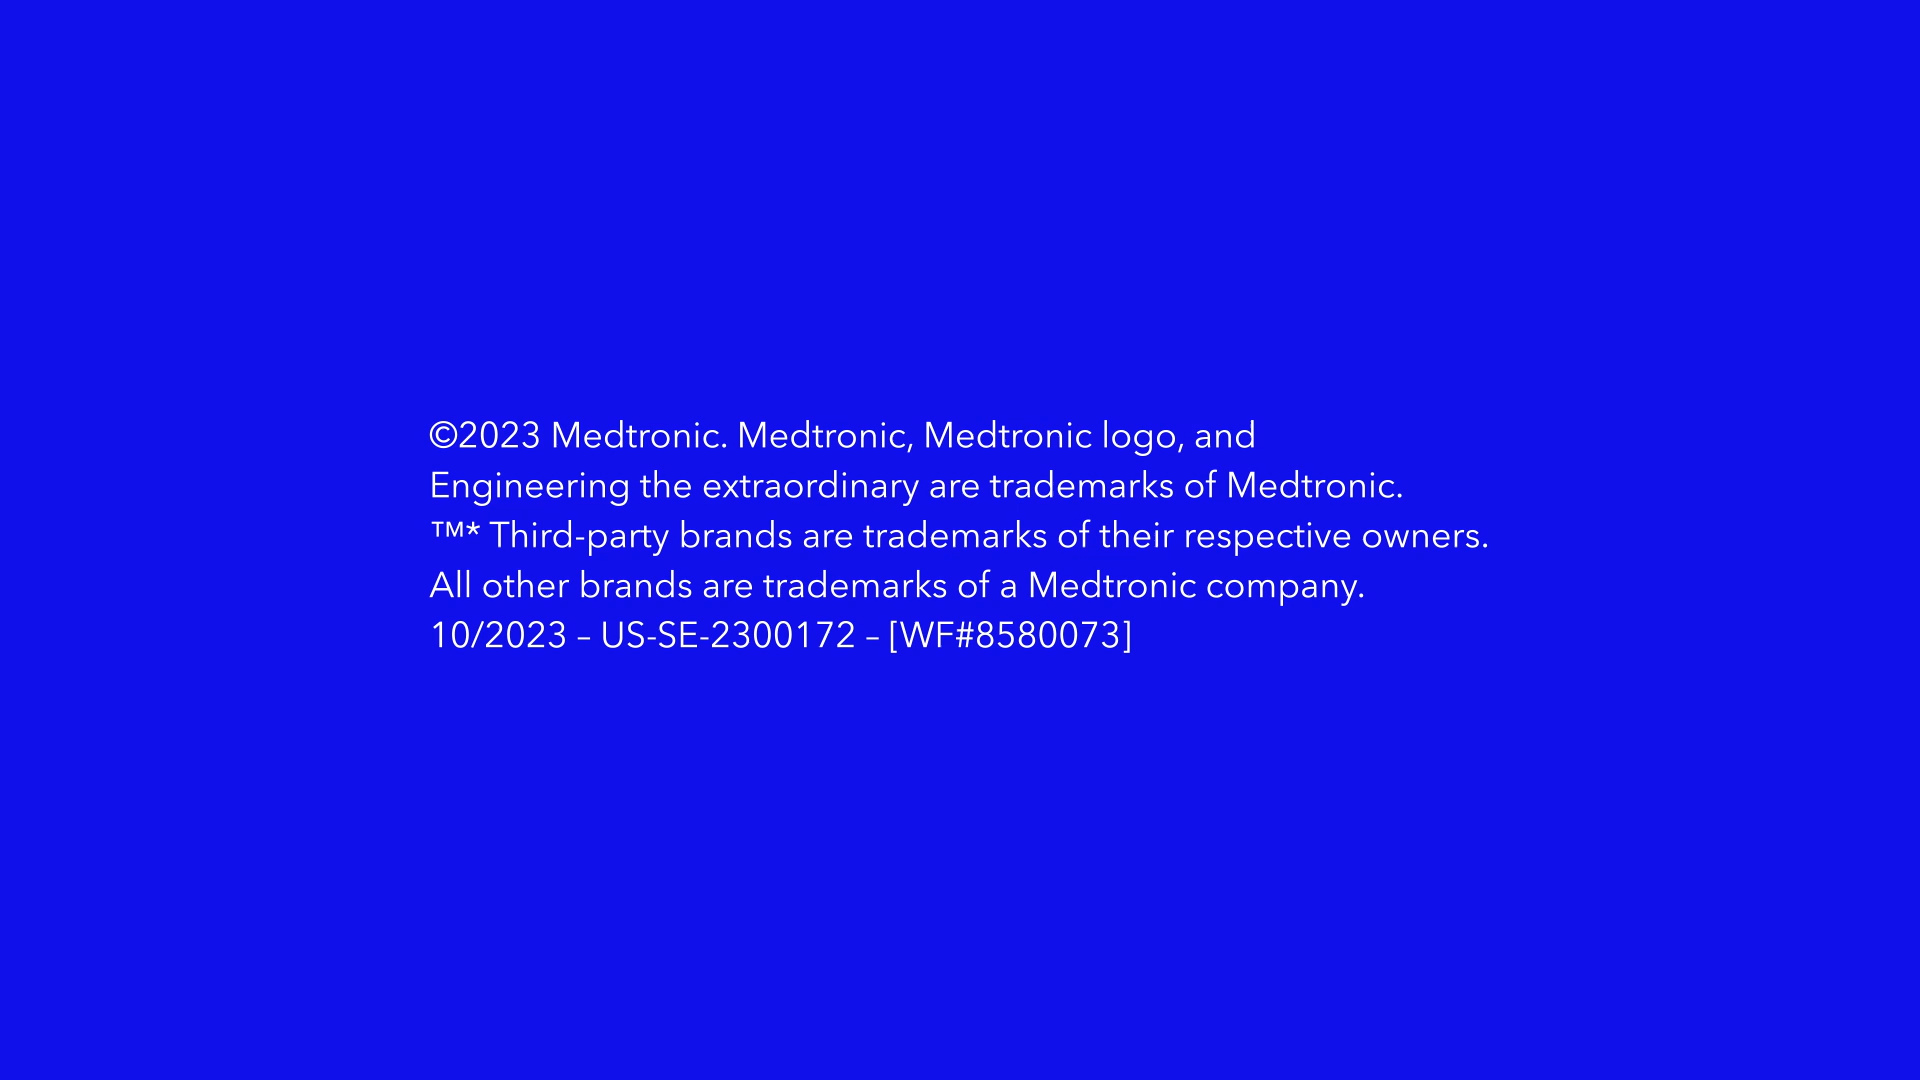 ©2023 Medtronic. Medtronic, Medtronic logo, and
Engineering the extraordinary are trademarks of Medtronic.
™* Third-party brands are trademarks of their respective owners.
All other brands are trademarks of a Medtronic company.
10/2023 – US-SE-2300172 – [WF#8580073]